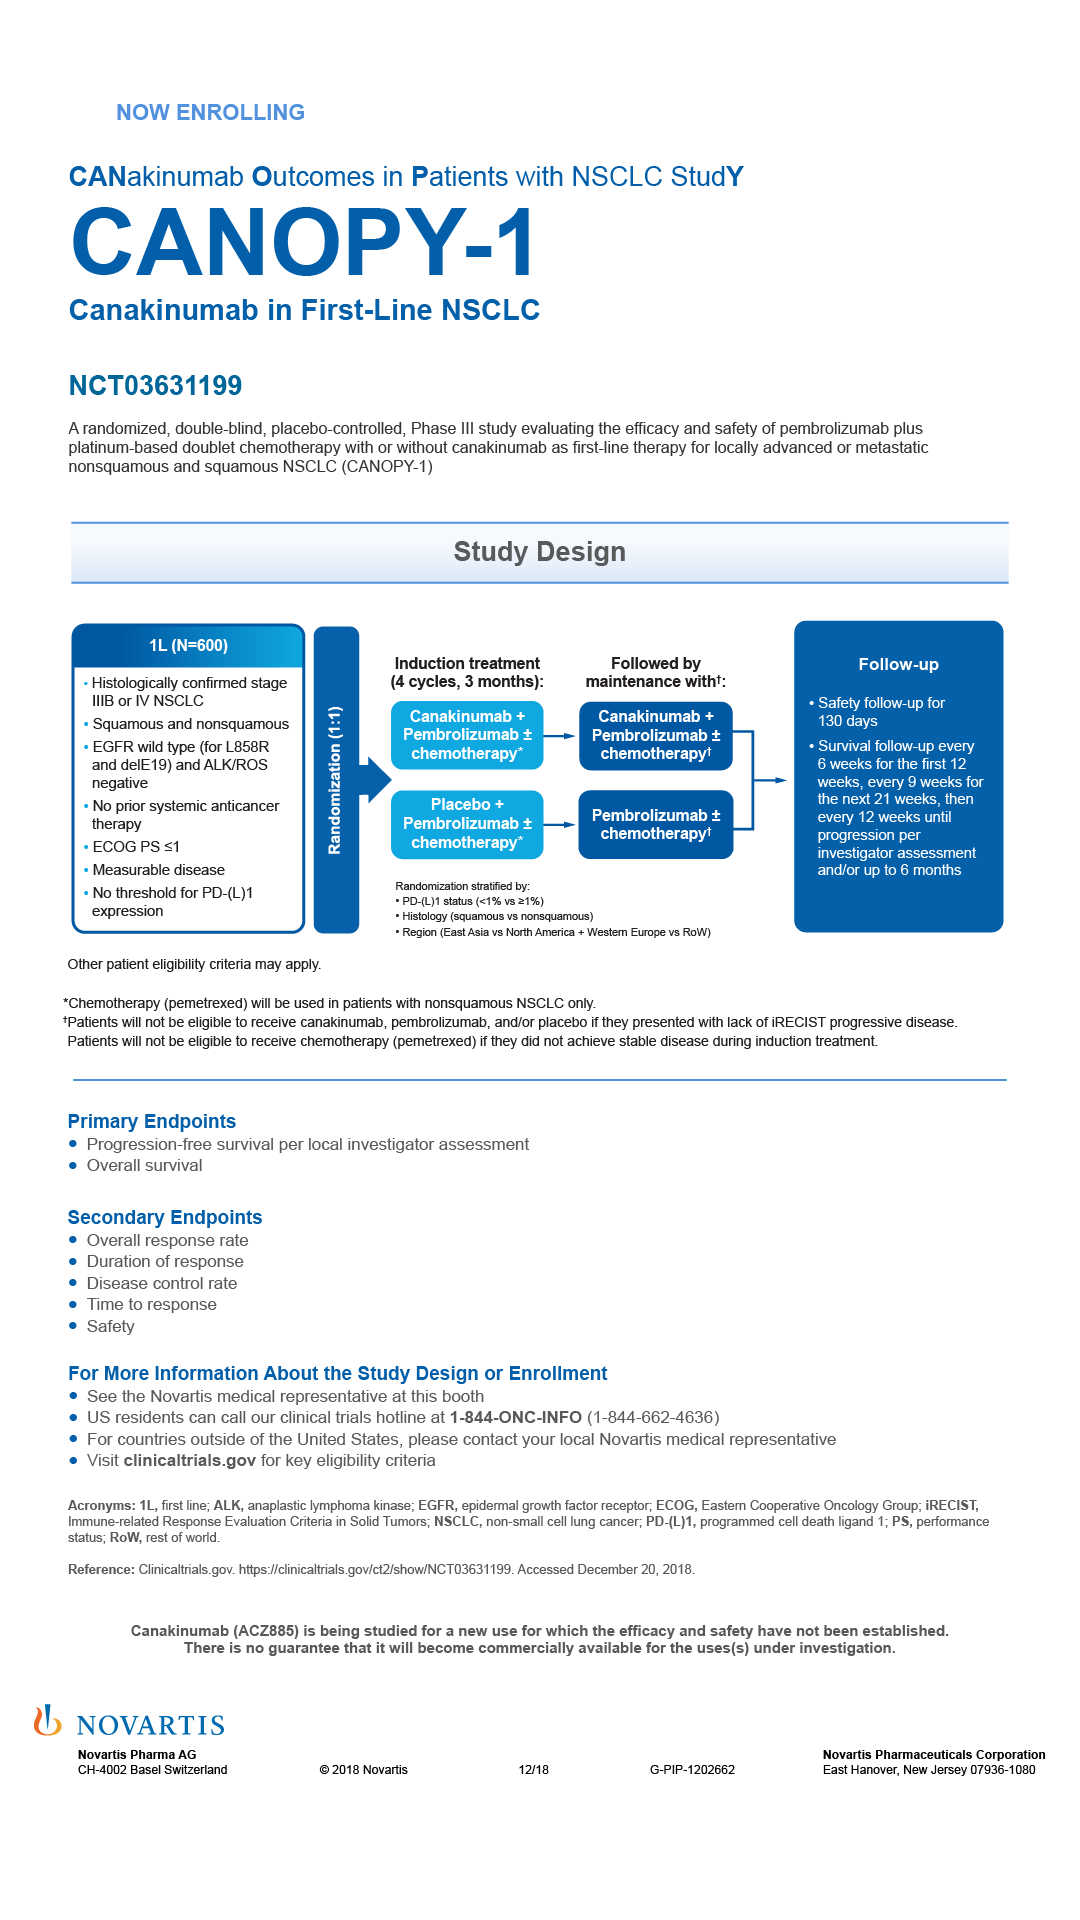 NOW ENROLLING
CANakinumab Outcomes in Patients with NSCLC StudY
CANOPY-1
Canakinumab in First-Line NSCLC
NCT03631199
A randomized, double-blind, placebo-controlled, Phase III study evaluating the efficacy and safety of pembrolizumab plus
platinum-based doublet chemotherapy with or without canakinumab as first-line therapy for locally advanced or metastatic
nonsquamous and squamous NSCLC (CANOPY-1)
Study Design
1L (N=600)
• Histologically confirmed stage
IIIB or IV NSCLC
• Squamous and nonsquamous
• EGFR wild type (for L858R
and delE19) and ALK/ROS
negative
• No prior systemic anticancer
therapy
• ECOG PS ≤1
• Measurable disease
• No threshold for PD-(L)1
expression
Randomization (1:1)
Induction treatment
(4 cycles, 3 months):
Canakinumab +
Pembrolizumab ±
chemotherapy*
Placebo +
Pembrolizumab ±
chemotherapy*
Followed by
maintenance with†:
Canakinumab +
Pembrolizumab ±
chemotherapy†
Pembrolizumab ±
chemotherapy†
Randomization stratified by:
• PD-(L)1 status (<1% vs ≥1%)
• Histology (squamous vs nonsquamous)
• Region (East Asia vs North America + Western Europe vs RoW)
Follow-up
• Safety follow-up for
130 days
• Survival follow-up every
6 weeks for the first 12
weeks, every 9 weeks for
the next 21 weeks, then
every 12 weeks until
progression per
investigator assessment
and/or up to 6 months
Other patient eligibility criteria may apply.
*Chemotherapy (pemetrexed) will be used in patients with nonsquamous NSCLC only.
†Patients will not be eligible to receive canakinumab, pembrolizumab, and/or placebo if they presented with lack of iRECIST progressive disease.
Patients will not be eligible to receive chemotherapy (pemetrexed) if they did not achieve stable disease during induction treatment.
Primary Endpoints
• Progression-free survival per local investigator assessment
• Overall survival
Secondary Endpoints
• Overall response rate
• Duration of response
• Disease control rate
• Time to response
• Safety
For More Information About the Study Design or Enrollment
• See the Novartis medical representative at this booth
• US residents can call our clinical trials hotline at 1-844-ONC-INFO (1-844-662-4636)
• For countries outside of the United States, please contact your local Novartis medical representative
• Visit clinicaltrials.gov for key eligibility criteria
Acronyms: 1L, first line; ALK, anaplastic lymphoma kinase; EGFR, epidermal growth factor receptor; ECOG, Eastern Cooperative Oncology Group; iRECIST,
Immune-related Response Evaluation Criteria in Solid Tumors; NSCLC, non-small cell lung cancer; PD-(L)1, programmed cell death ligand 1; PS, performance
status; RoW, rest of world.
Reference: Clinicaltrials.gov. https://clinicaltrials.gov/ct2/show/NCT03631199. Accessed December 20, 2018.
Canakinumab (ACZ885) is being studied for a new use for which the efficacy and safety have not been established.
There is no guarantee that it will become commercially available for the uses(s) under investigation.
NOVARTIS
Novartis Pharma AG
CH-4002 Basel Switzerland
© 2018 Novartis
12/18
G-PIP-1202662
Novartis Pharmaceuticals Corporation
East Hanover, New Jersey 07936-1080